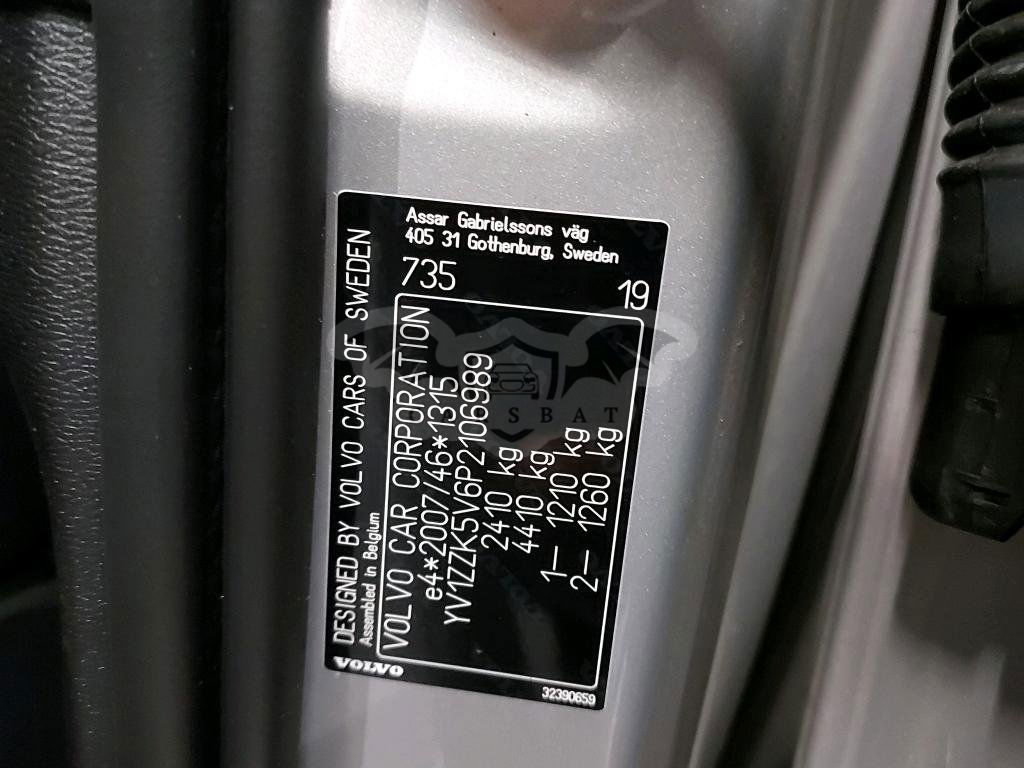 Assar Gabrielssons väg
405 31 Gothenburg, Sweden
735 19
DESIGNED BY VOLVO CARS OF SWEDEN
Assembled in Belgium
VOLVO CAR CORPORATION
e4*2007/46*1315
YV1ZZK5V6P2106989
2410 kg
4410 kg
1– 1210 kg
2– 1260 kg
VOLVO
32390659
SBAT